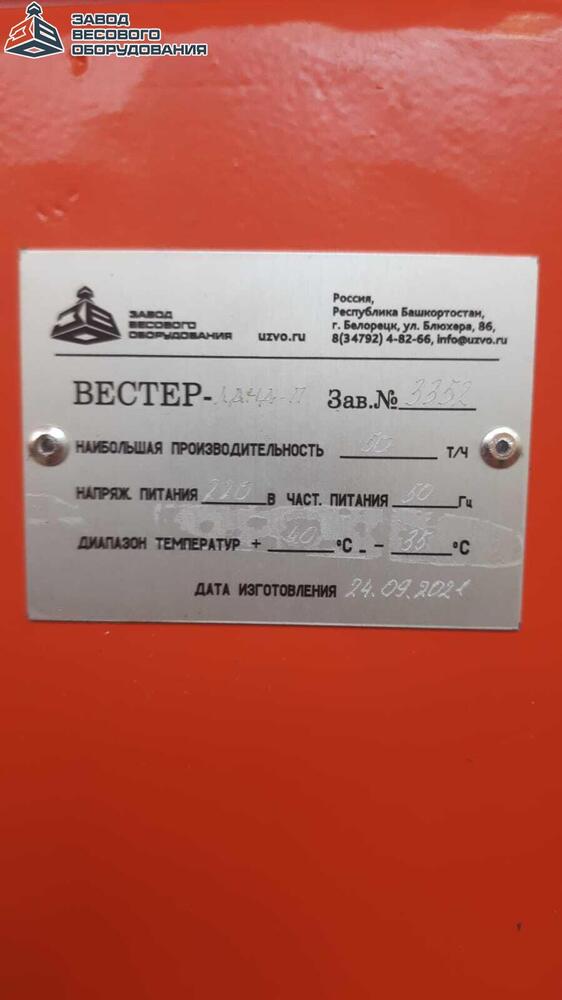 ЗАВОД
ВЕСОВОГО
ОБОРУДОВАНИЯ
ЗАВОД
ВЕСОВОГО
ОБОРУДОВАНИЯ
uzvo.ru
Россия,
Республика Башкортостан,
г. Белорецк, ул. Блюхера, 86,
8(34792) 4-82-66, info@uzvo.ru
ВЕСТЕР- Зав.№ 3352
НАИБОЛЬШАЯ ПРОИЗВОДИТЕЛЬНОСТЬ Т/Ч
НАПРЯЖ. ПИТАНИЯ 220 В ЧАСТ. ПИТАНИЯ 50 Гц
ДИАПАЗОН ТЕМПЕРАТУР + 40 °С - 35 °С
ДАТА ИЗГОТОВЛЕНИЯ 24.09.2021